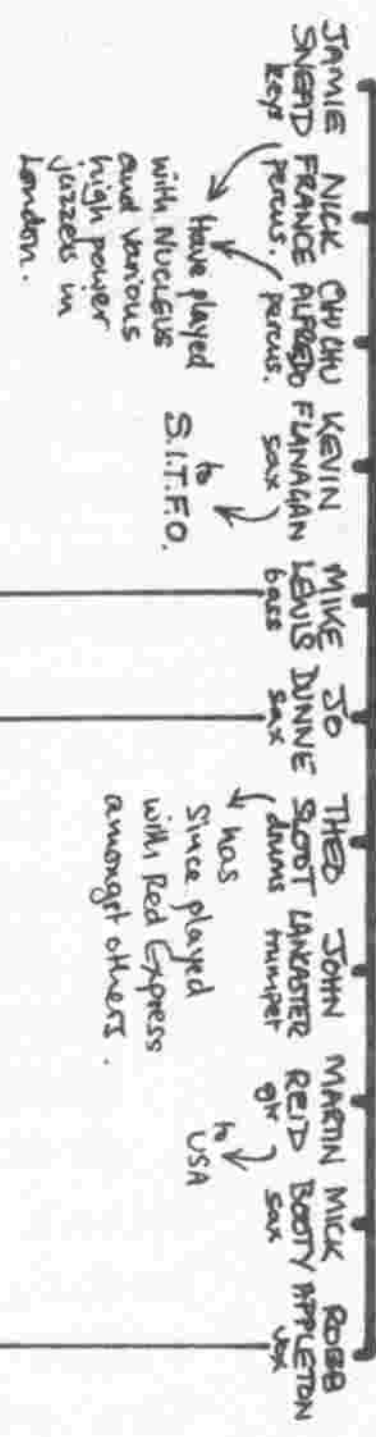 JAMIE
SNEAD
keys
NICK
FRANCE
percus.
CHU CHU
ALFREDO
percus.
Have played
with NUCLEUS
and various
high power
jazzers in
London.
KEVIN
FLANAGAN
sax
to
S.I.T.F.O.
MIKE
LEWIS
bass
JO
DUNNE
sax
THEO
SLOOT
drums
has
Since played
with Red Express
amongst others.
JOHN
LANCASTER
trumpet
MARTIN
REID
gtr
to
USA
MICK
BOOTY
sax
ROBB
APPLETON
vox